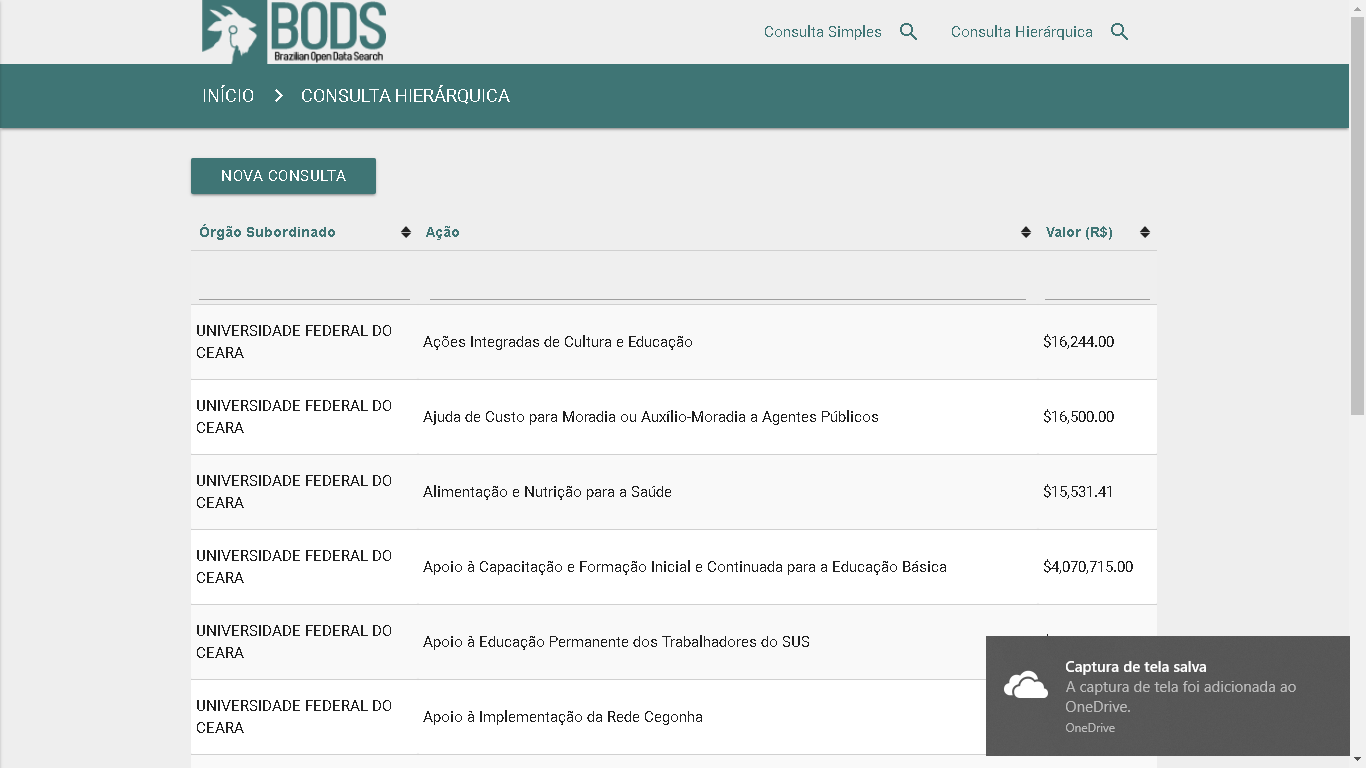 BODS
Brazilian Open Data Search
Consulta Simples
Consulta Hierárquica
INÍCIO
CONSULTA HIERÁRQUICA
NOVA CONSULTA
Órgão Subordinado
Ação
Valor (R$)
UNIVERSIDADE FEDERAL DO
CEARA
Ações Integradas de Cultura e Educação
$16,244.00
UNIVERSIDADE FEDERAL DO
CEARA
Ajuda de Custo para Moradia ou Auxílio-Moradia a Agentes Públicos
$16,500.00
UNIVERSIDADE FEDERAL DO
CEARA
Alimentação e Nutrição para a Saúde
$15,531.41
UNIVERSIDADE FEDERAL DO
CEARA
Apoio à Capacitação e Formação Inicial e Continuada para a Educação Básica
$4,070,715.00
UNIVERSIDADE FEDERAL DO
CEARA
Apoio à Educação Permanente dos Trabalhadores do SUS
UNIVERSIDADE FEDERAL DO
CEARA
Apoio à Implementação da Rede Cegonha
Captura de tela salva
A captura de tela foi adicionada ao
OneDrive.
OneDrive